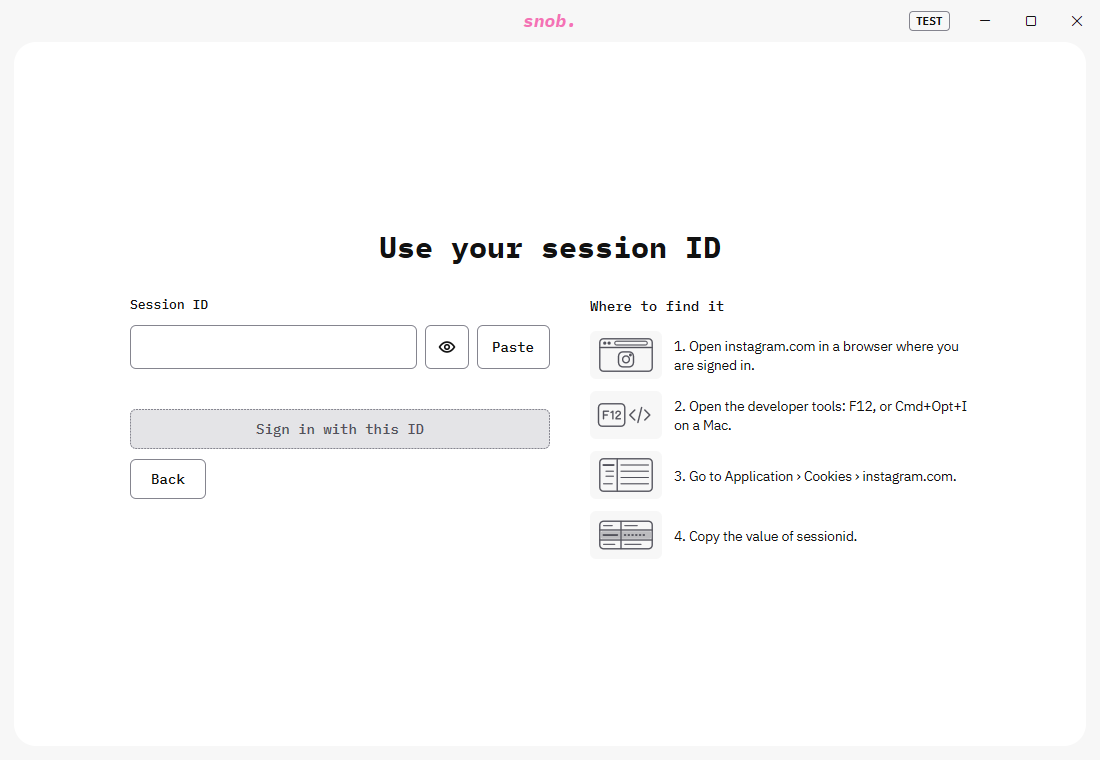 snob.
TEST
Use your session ID
Session ID
Paste
Sign in with this ID
Back
Where to find it
1. Open instagram.com in a browser where you
are signed in.
F12 </>
2. Open the developer tools: F12, or Cmd+Opt+I
on a Mac.
3. Go to Application › Cookies › instagram.com.
4. Copy the value of sessionid.